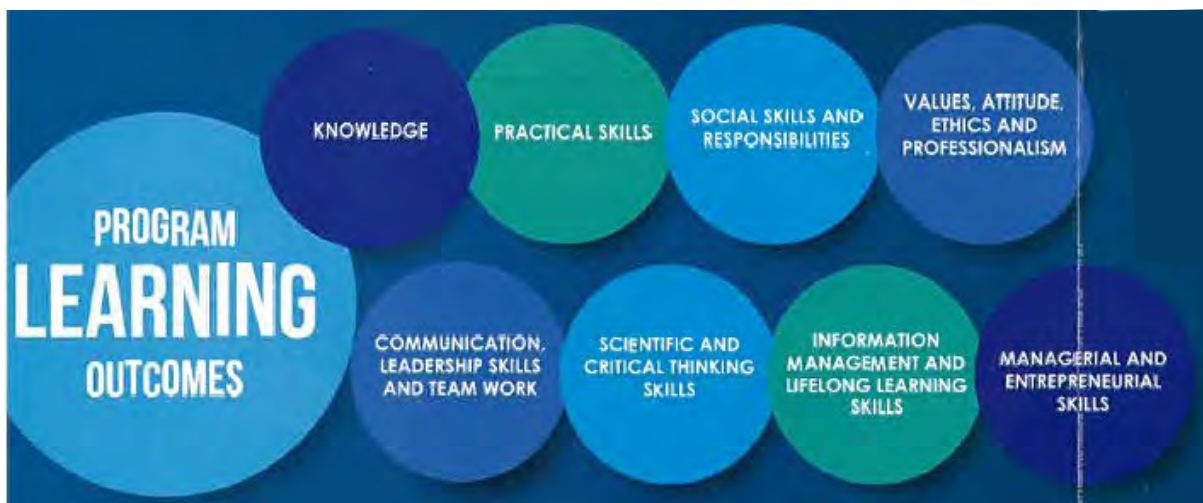 PROGRAM
LEARNING
OUTCOMES
KNOWLEDGE
PRACTICAL SKILLS
SOCIAL SKILLS AND
RESPONSIBILITIES
VALUES, ATTITUDE,
ETHICS AND
PROFESSIONALISM
COMMUNICATION,
LEADERSHIP SKILLS
AND TEAM WORK
SCIENTIFIC AND
CRITICAL THINKING
SKILLS
INFORMATION
MANAGEMENT AND
LIFELONG LEARNING
SKILLS
MANAGERIAL AND
ENTREPRENEURIAL
SKILLS